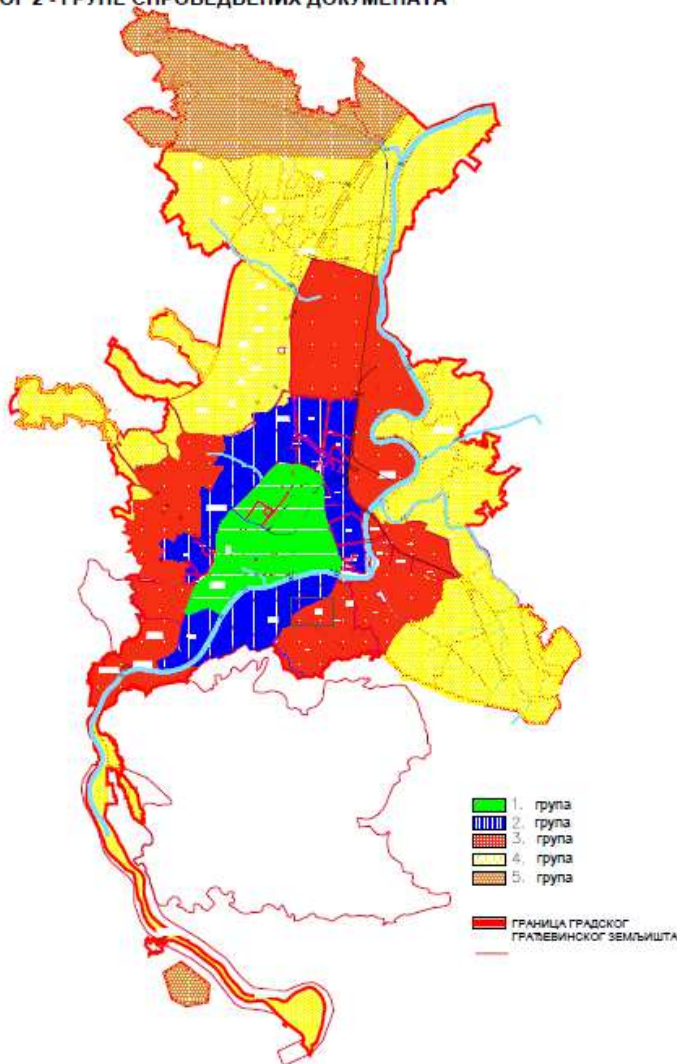 2 - ГРУПЕ СПРОВЕДБЕНИХ ДОКУМЕНАТА
1. група
2. група
3. група
4. група
5. група
ГРАНИЦА ГРАДСКОГ
ГРАЂЕВИНСКОГ ЗЕМЉИШТА